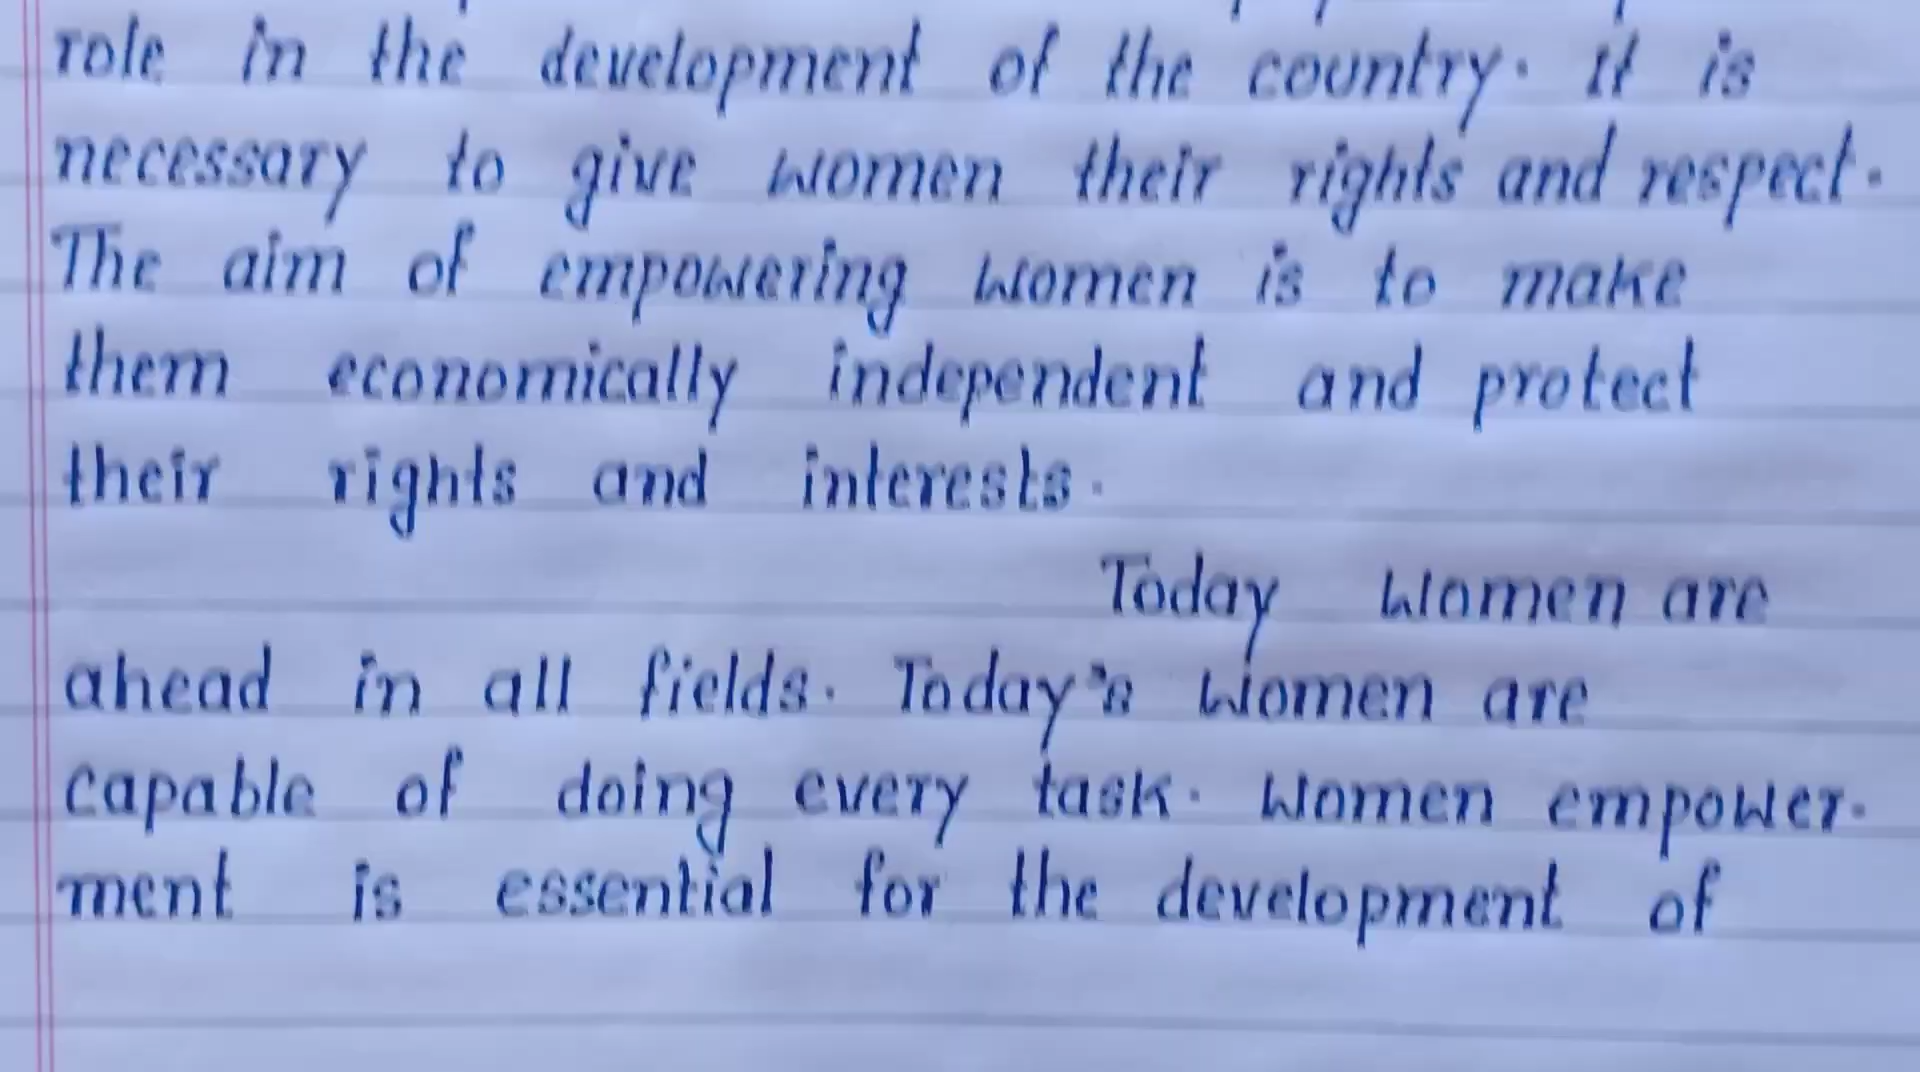 role in the development of the country. It is
necessary to give women their rights and respect.
The aim of empowering women is to make
them economically independent and protect
their rights and interests.
Today women are
ahead in all fields. Today's women are
capable of doing every task. Women empower-
ment is essential for the development of